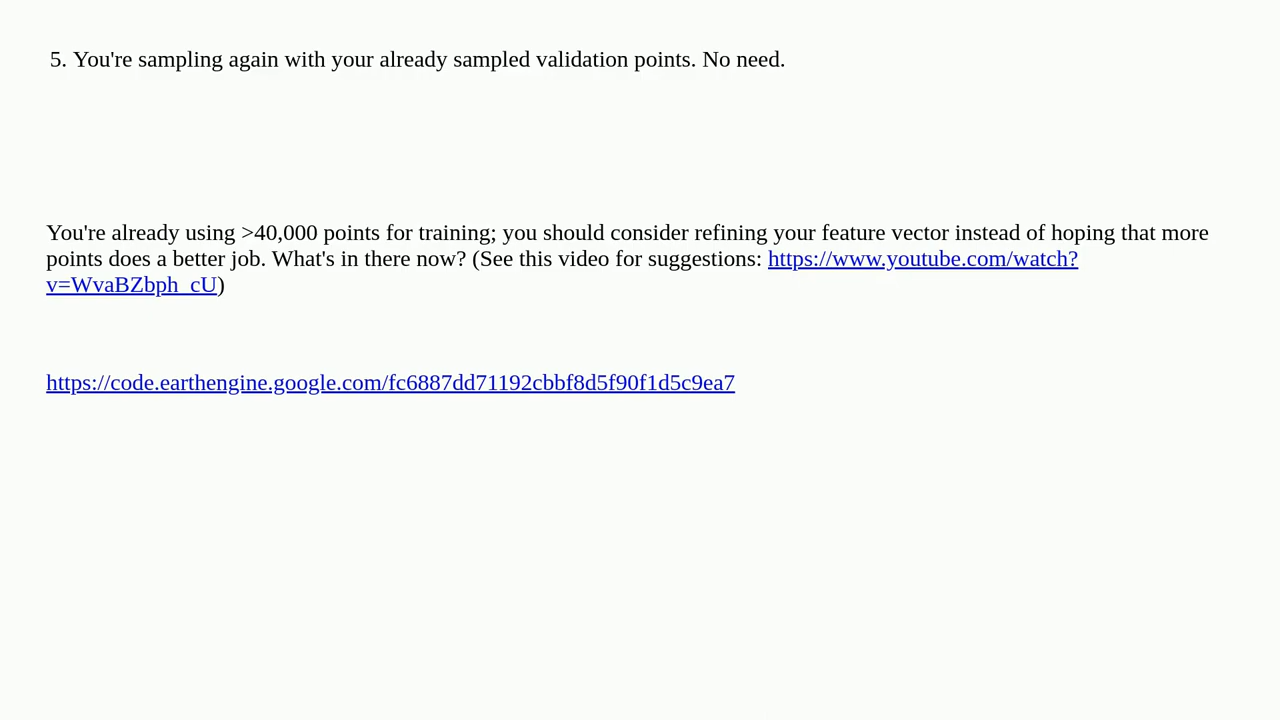 5. You're sampling again with your already sampled validation points. No need.
You're already using >40,000 points for training; you should consider refining your feature vector instead of hoping that more
points does a better job. What's in there now? (See this video for suggestions: https://www.youtube.com/watch?
v=WvaBZbph_cU)
https://code.earthengine.google.com/fc6887dd71192cbbf8d5f90f1d5c9ea7